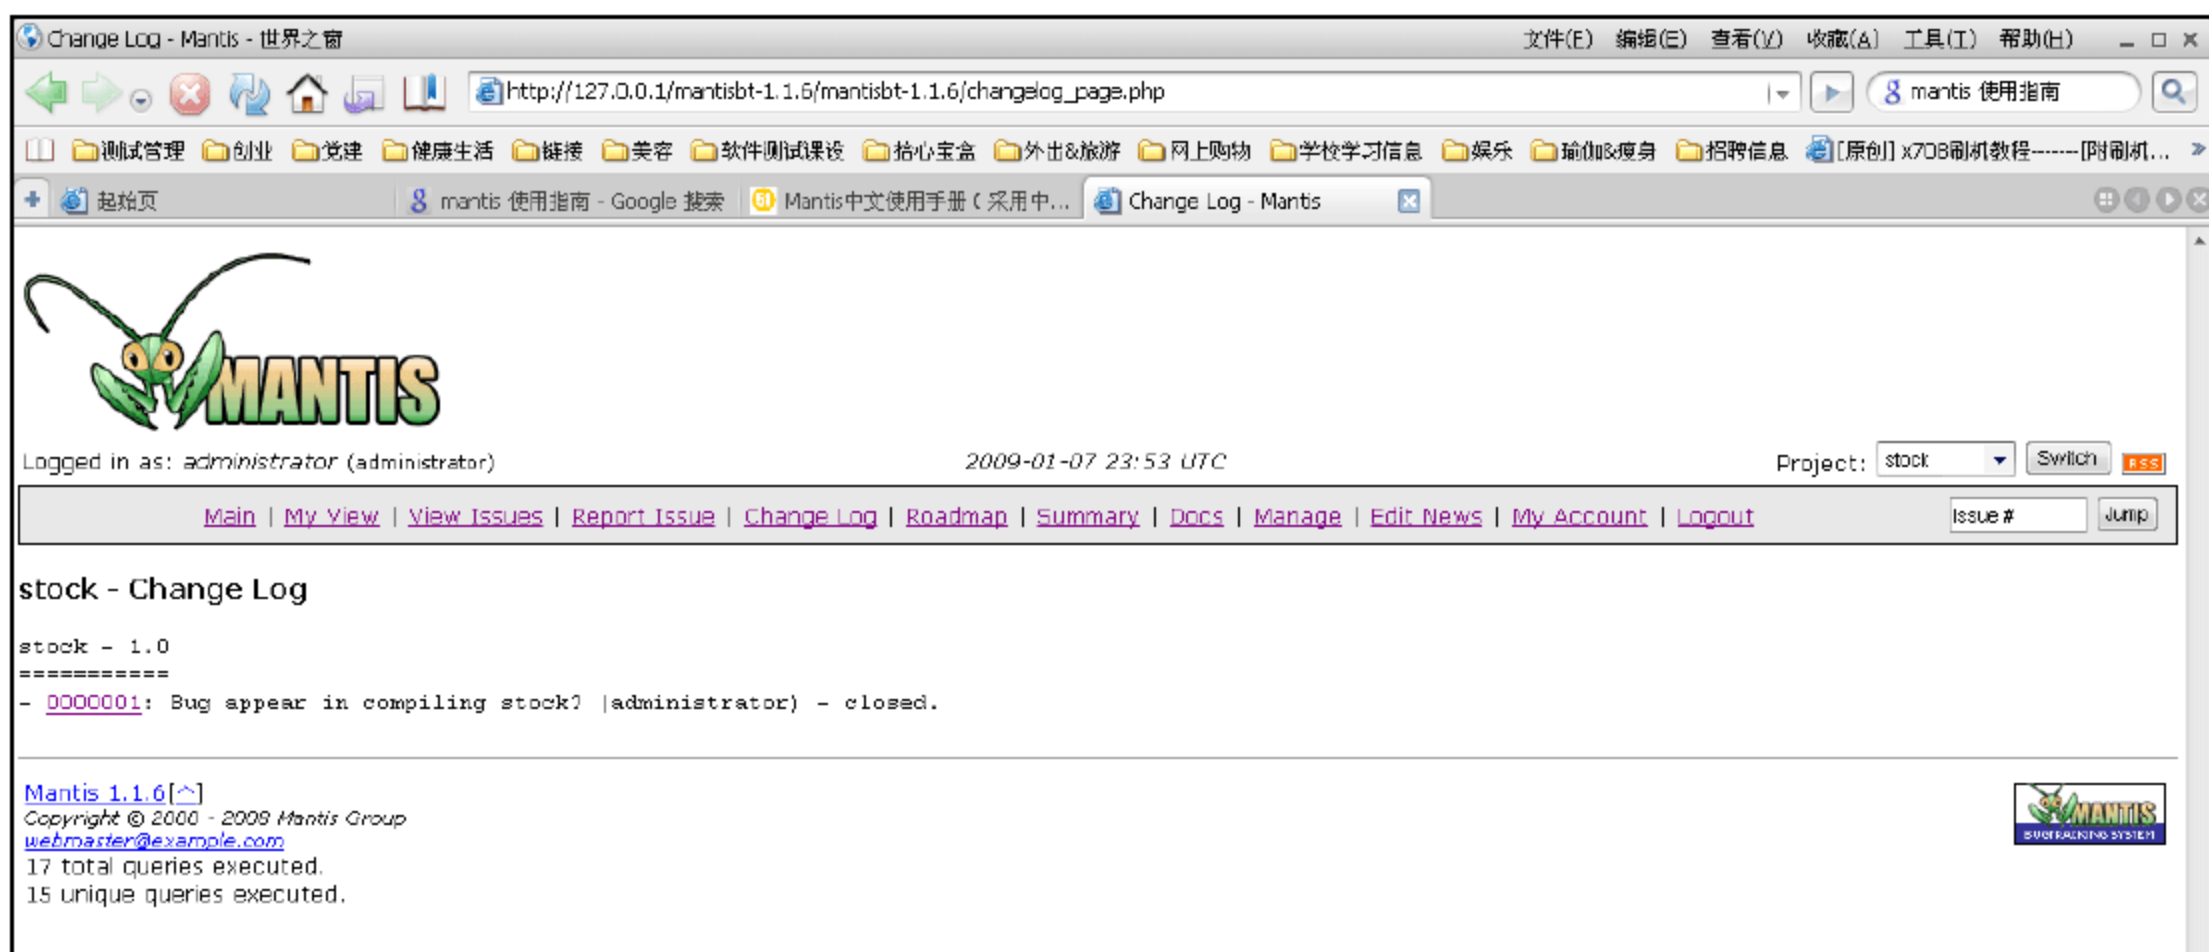 Change Log - Mantis - 世界之窗 文件(F) 编辑(E) 查看(V) 收藏(A) 工具(T) 帮助(H)
http://127.0.0.1/mantisbt-1.1.6/mantisbt-1.1.6/changelog_page.php mantis 使用指南
测试管理 创业 党建 健康生活 链接 美容 软件测试课设 拾心宝盒 外出&旅游 网上购物 学校学习信息 娱乐 瑜伽&瘦身 招聘信息 [原创] x70B刷机教程-------[附刷机...
起始页 mantis 使用指南 - Google 搜索 Mantis中文使用手册 ( 采用中... Change Log - Mantis
MANTIS
Logged in as: administrator (administrator) 2009-01-07 23:53 UTC Project: stock Switch RSS
Main | My View | View Issues | Report Issue | Change Log | Roadmap | Summary | Docs | Manage | Edit News | My Account | Logout Issue # Jump
stock - Change Log
stock - 1.0
===========
- 0000001: Bug appear in compiling stock? (administrator) - closed.
Mantis 1.1.6[^]
Copyright © 2000 - 2008 Mantis Group
webmaster@example.com
17 total queries executed.
15 unique queries executed.
MANTIS
BUGTRACKING SYSTEM